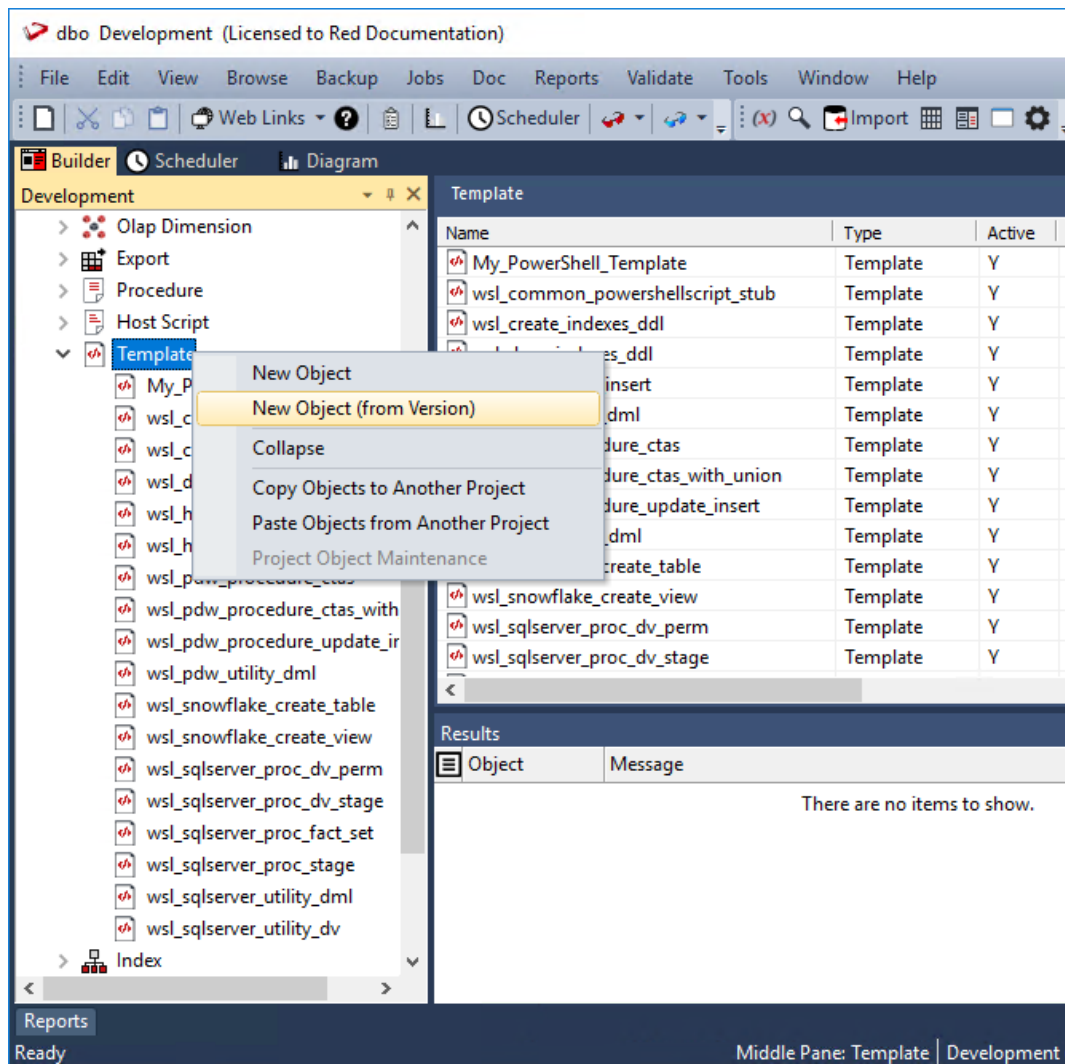 dbo Development (Licensed to Red Documentation)
File Edit View Browse Backup Jobs Doc Reports Validate Tools Window Help
Web Links Scheduler (x) Import
Builder Scheduler Diagram
Development
Olap Dimension
Export
Procedure
Host Script
Template
My_P
wsl_c
wsl_c
wsl_d
wsl_h
wsl_h
wsl_pdw_procedure_ctas
wsl_pdw_procedure_ctas_with
wsl_pdw_procedure_update_ir
wsl_pdw_utility_dml
wsl_snowflake_create_table
wsl_snowflake_create_view
wsl_sqlserver_proc_dv_perm
wsl_sqlserver_proc_dv_stage
wsl_sqlserver_proc_fact_set
wsl_sqlserver_proc_stage
wsl_sqlserver_utility_dml
wsl_sqlserver_utility_dv
Index
New Object
New Object (from Version)
Collapse
Copy Objects to Another Project
Paste Objects from Another Project
Project Object Maintenance
Template
Name Type Active
My_PowerShell_Template Template Y
wsl_common_powershellscript_stub Template Y
wsl_create_indexes_ddl Template Y
es_ddl Template Y
insert Template Y
dml Template Y
dure_ctas Template Y
dure_ctas_with_union Template Y
dure_update_insert Template Y
_dml Template Y
create_table Template Y
wsl_snowflake_create_view Template Y
wsl_sqlserver_proc_dv_perm Template Y
wsl_sqlserver_proc_dv_stage Template Y
Results
Object Message
There are no items to show.
Reports
Ready Middle Pane: Template Development